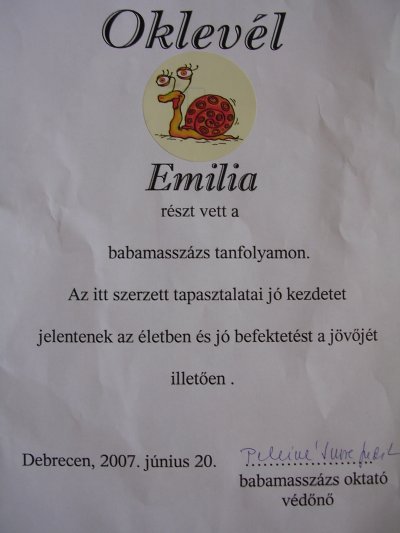 Oklevél
Emilia
részt vett a
babamasszázs tanfolyamon.
Az itt szerzett tapasztalatai jó kezdetet
jelentenek az életben és jó befektetést a jövőjét
illetően .
Debrecen, 2007. június 20.
babamasszázs oktató
védőnő